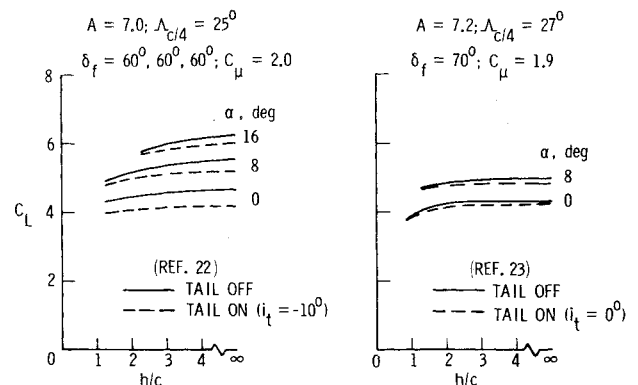 A = 7.0; Λc/4 = 25°
δf = 60°, 60°, 60°; Cμ = 2.0
8
6
4
2
0
CL
α, deg
16
8
0
(REF. 22)
TAIL OFF
TAIL ON (it = -10°)
1 2 3 4 ∞
h/c
A = 7.2; Λc/4 = 27°
δf = 70°; Cμ = 1.9
α, deg
8
0
(REF. 23)
TAIL OFF
TAIL ON (it = 0°)
0 1 2 3 4 ∞
h/c